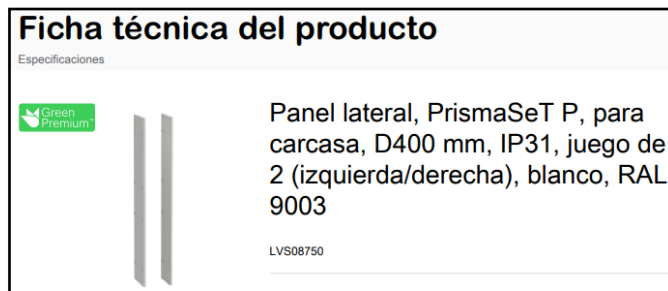 Ficha técnica del producto
Especificaciones
Green
Premium™
Panel lateral, PrismaSeT P, para
carcasa, D400 mm, IP31, juego de
2 (izquierda/derecha), blanco, RAL
9003
LVS08750